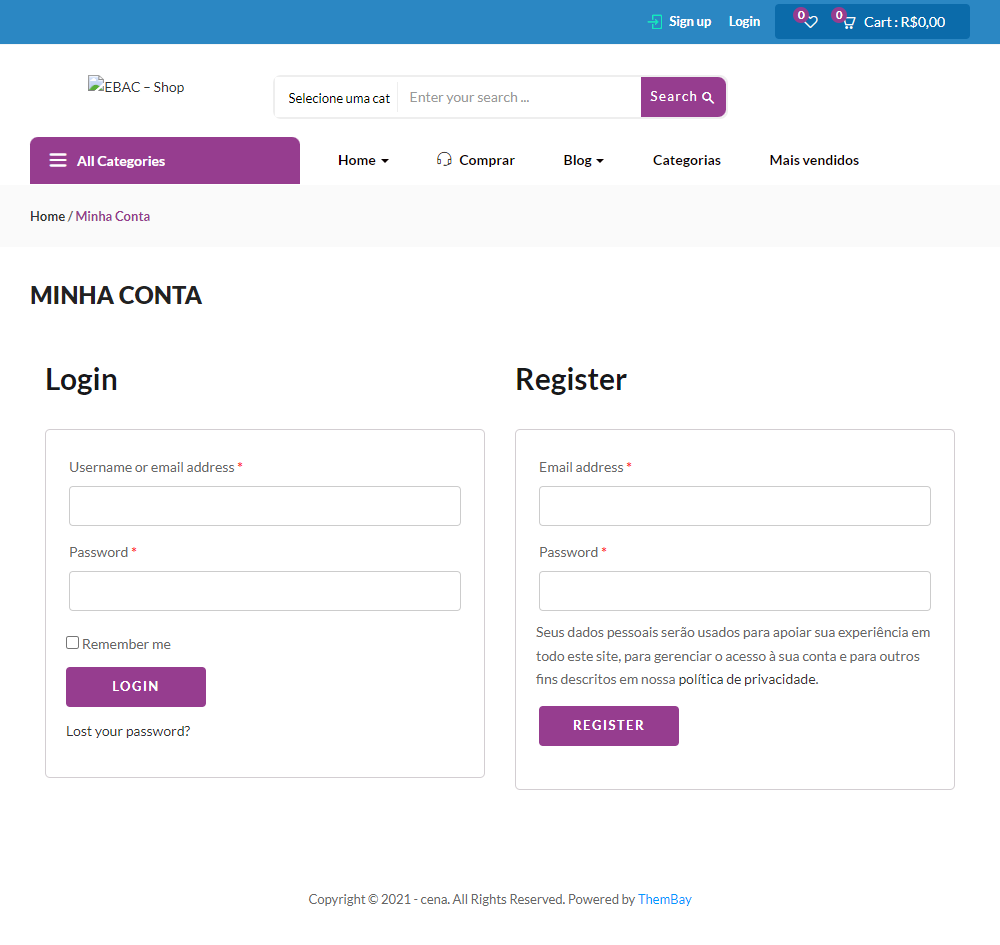 Sign up Login 0 0 Cart : R$0,00
EBAC – Shop Selecione uma cat Enter your search ... Search
All Categories Home Comprar Blog Categorias Mais vendidos
Home / Minha Conta
MINHA CONTA
Login
Username or email address *
Password *
Remember me
LOGIN
Lost your password?
Register
Email address *
Password *
Seus dados pessoais serão usados para apoiar sua experiência em
todo este site, para gerenciar o acesso à sua conta e para outros
fins descritos em nossa política de privacidade.
REGISTER
Copyright © 2021 - cena. All Rights Reserved. Powered by ThemBay